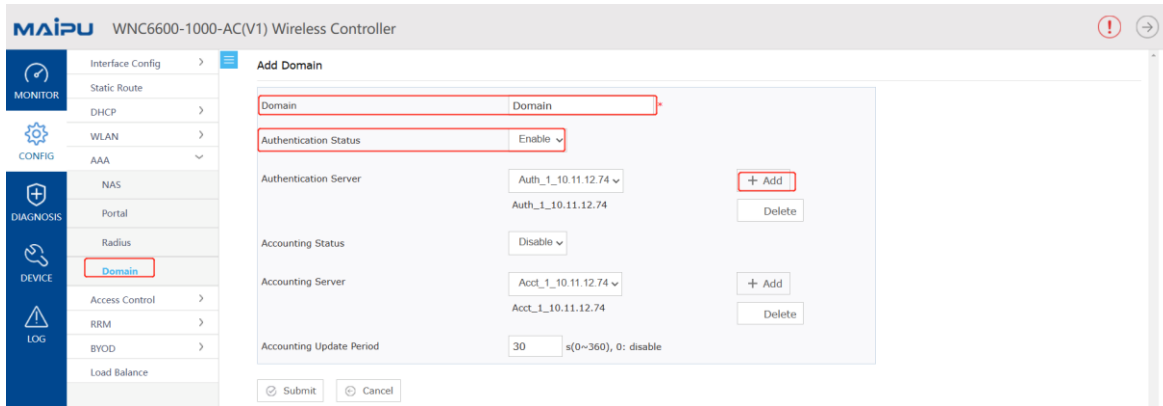 MAIPU WNC6600-1000-AC(V1) Wireless Controller
MONITOR
CONFIG
DIAGNOSIS
DEVICE
LOG
Interface Config
Static Route
DHCP
WLAN
AAA
NAS
Portal
Radius
Domain
Access Control
RRM
BYOD
Load Balance
Add Domain
Domain Domain *
Authentication Status Enable
Authentication Server Auth_1_10.11.12.74 + Add
Auth_1_10.11.12.74 Delete
Accounting Status Disable
Accounting Server Acct_1_10.11.12.74 + Add
Acct_1_10.11.12.74 Delete
Accounting Update Period 30 s(0~360), 0: disable
Submit Cancel